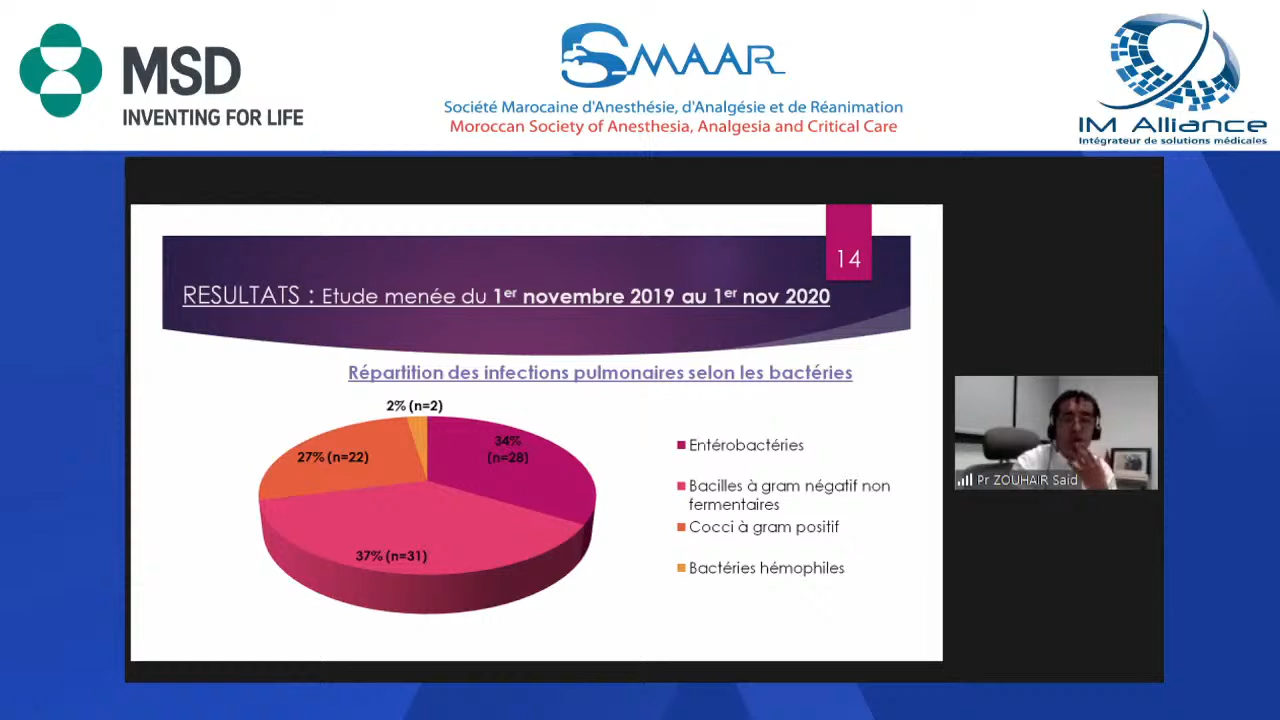 MSD
INVENTING FOR LIFE
SMAAR
Société Marocaine d'Anesthésie, d'Analgésie et de Réanimation
Moroccan Society of Anesthesia, Analgesia and Critical Care
IM Alliance
Intégrateur de solutions médicales
14
RESULTATS : Etude menée du 1er novembre 2019 au 1er nov 2020
Répartition des infections pulmonaires selon les bactéries
2% (n=2)
34%
(n=28)
27% (n=22)
37% (n=31)
Entérobactéries
Bacilles à gram négatif non
fermentaires
Cocci à gram positif
Bactéries hémophiles
Pr ZOUHAIR Said